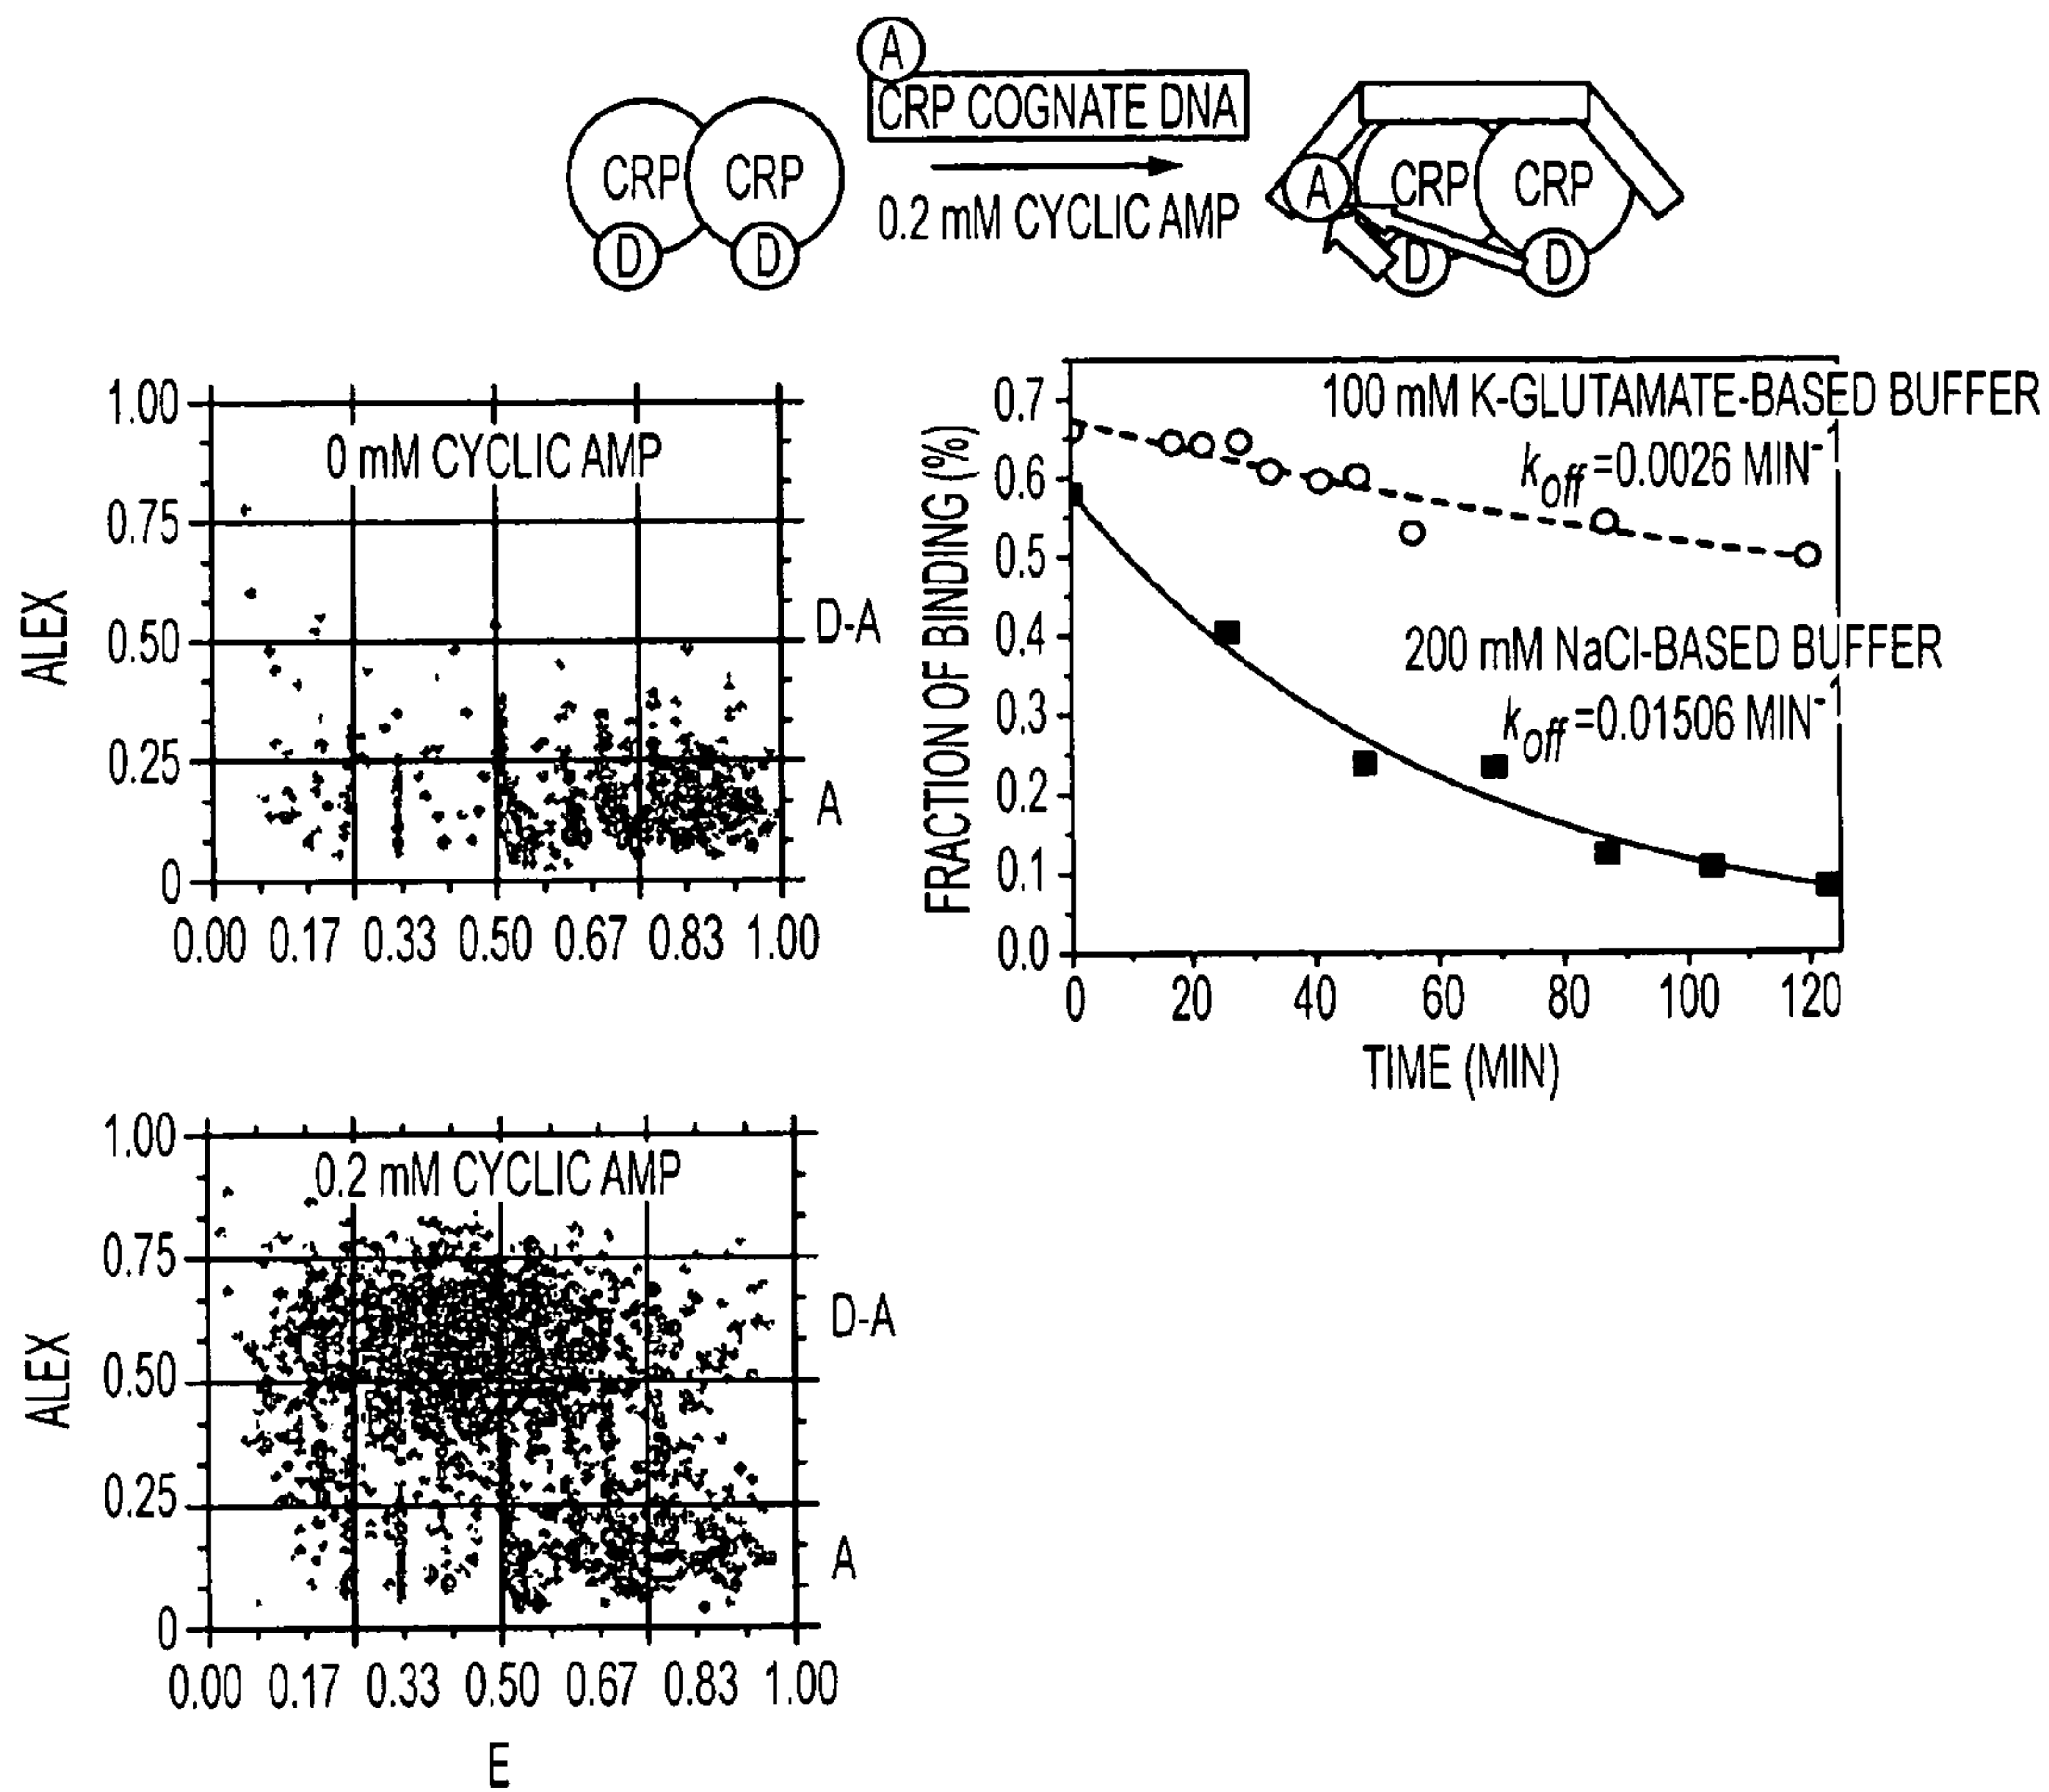 A
CRP COGNATE DNA
CRP CRP
D D
0.2 mM CYCLIC AMP
A CRP CRP
D D
1.00
0.75
0.50
0.25
0
ALEX
0 mM CYCLIC AMP
D-A
A
0.00 0.17 0.33 0.50 0.67 0.83 1.00
0.7
0.6
0.5
0.4
0.3
0.2
0.1
0.0
FRACTION OF BINDING (%)
100 mM K-GLUTAMATE-BASED BUFFER
koff=0.0026 MIN-1
200 mM NaCl-BASED BUFFER
koff=0.01506 MIN-1
0 20 40 60 80 100 120
TIME (MIN)
1.00
0.75
0.50
0.25
0
ALEX
0.2 mM CYCLIC AMP
D-A
A
0.00 0.17 0.33 0.50 0.67 0.83 1.00
E